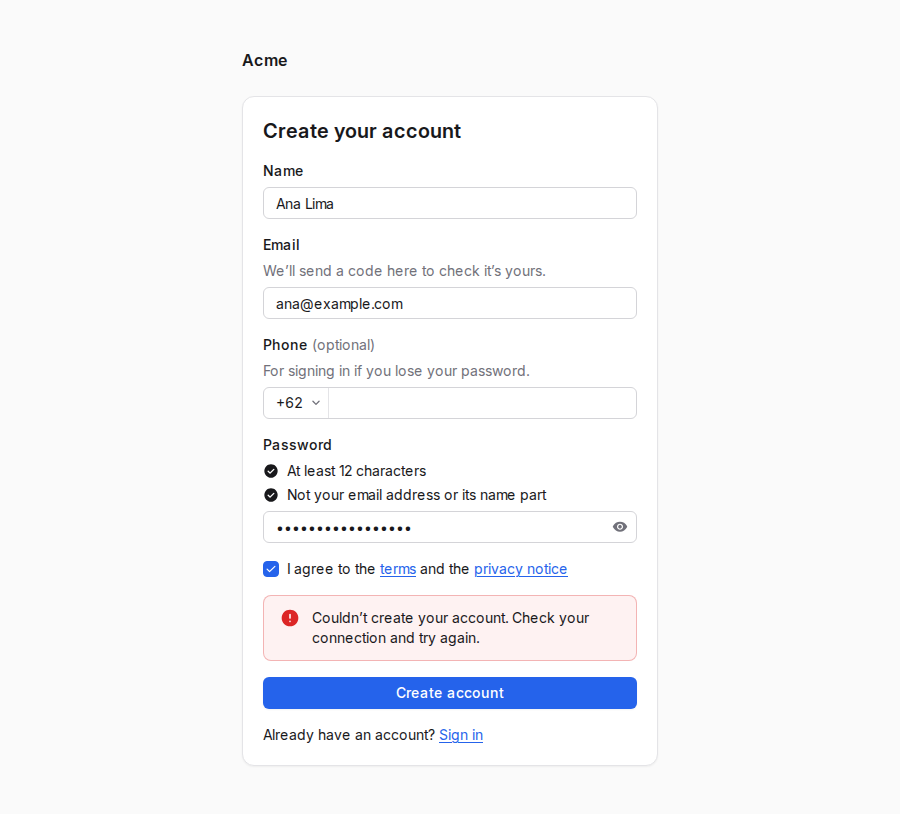 Acme
Create your account
Name
Ana Lima
Email
We’ll send a code here to check it’s yours.
ana@example.com
Phone (optional)
For signing in if you lose your password.
+62
Password
At least 12 characters
Not your email address or its name part
•••••••••••••••••
I agree to the terms and the privacy notice
Couldn’t create your account. Check your
connection and try again.
Create account
Already have an account? Sign in